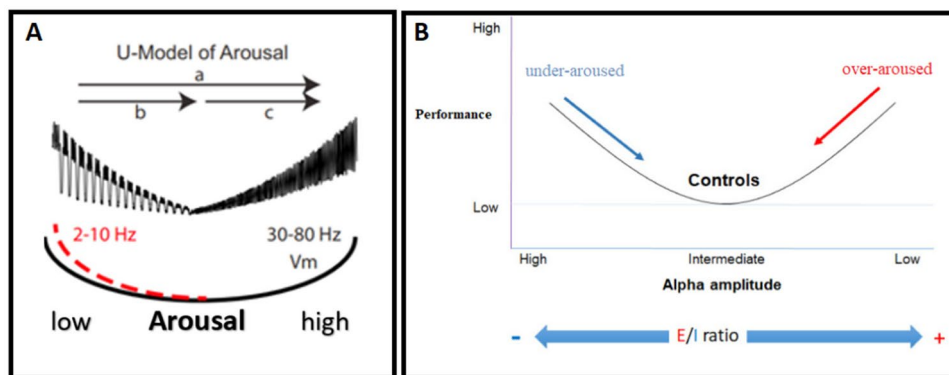 A
U-Model of Arousal
a
b
c
2-10 Hz
30-80 Hz
Vm
low
Arousal
high
B
High
under-aroused
over-aroused
Performance
Controls
Low
High
Intermediate
Low
Alpha amplitude
-
E/I ratio
+